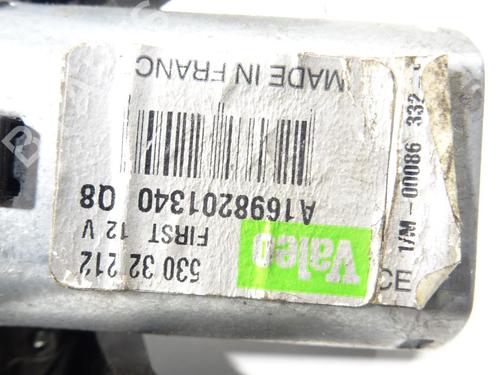 Valeo
530 32 212
FIRST 12 V
A1698201340 Q8
MADE IN FRANC
CE
1/M -00086 332